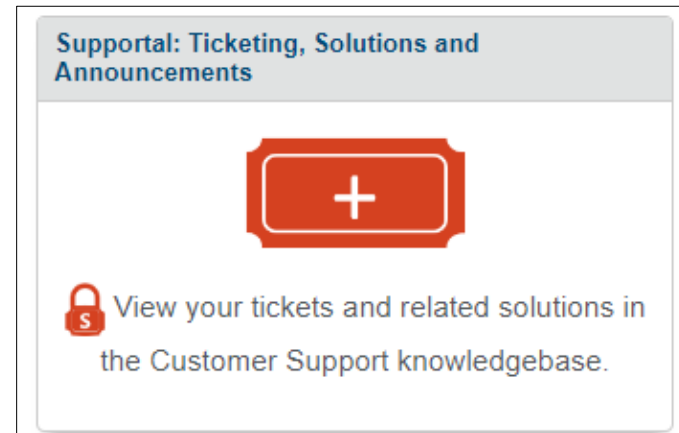 Supportal: Ticketing, Solutions and
Announcements
+
S View your tickets and related solutions in
the Customer Support knowledgebase.